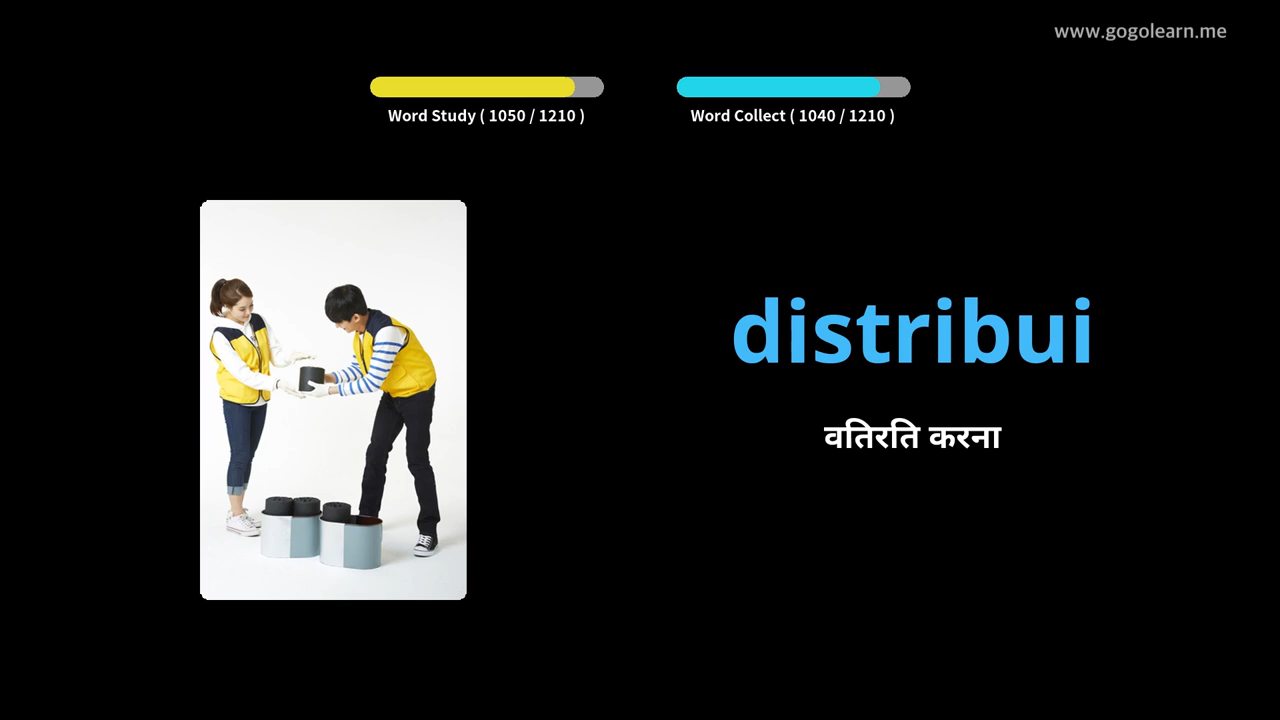 www.gogolearn.me
Word Study ( 1050 / 1210 )
Word Collect ( 1040 / 1210 )
distribui
वतिरति करना